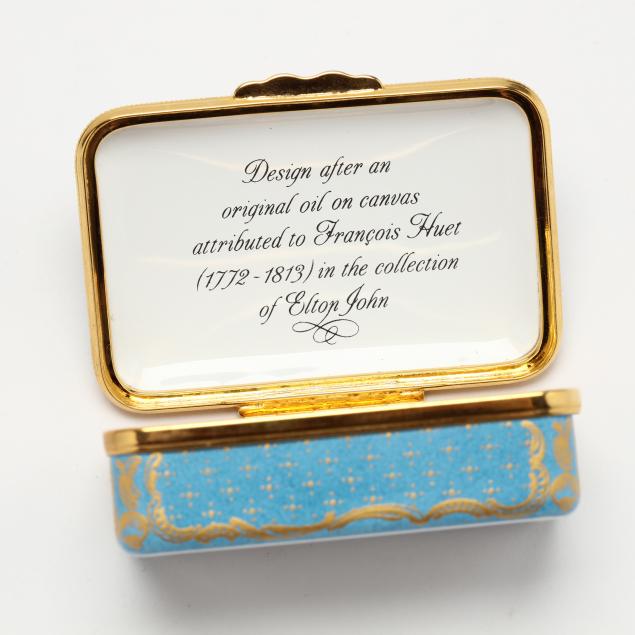 Design after an
original oil on canvas
attributed to François Huet
(1772-1813) in the collection
of Elton John